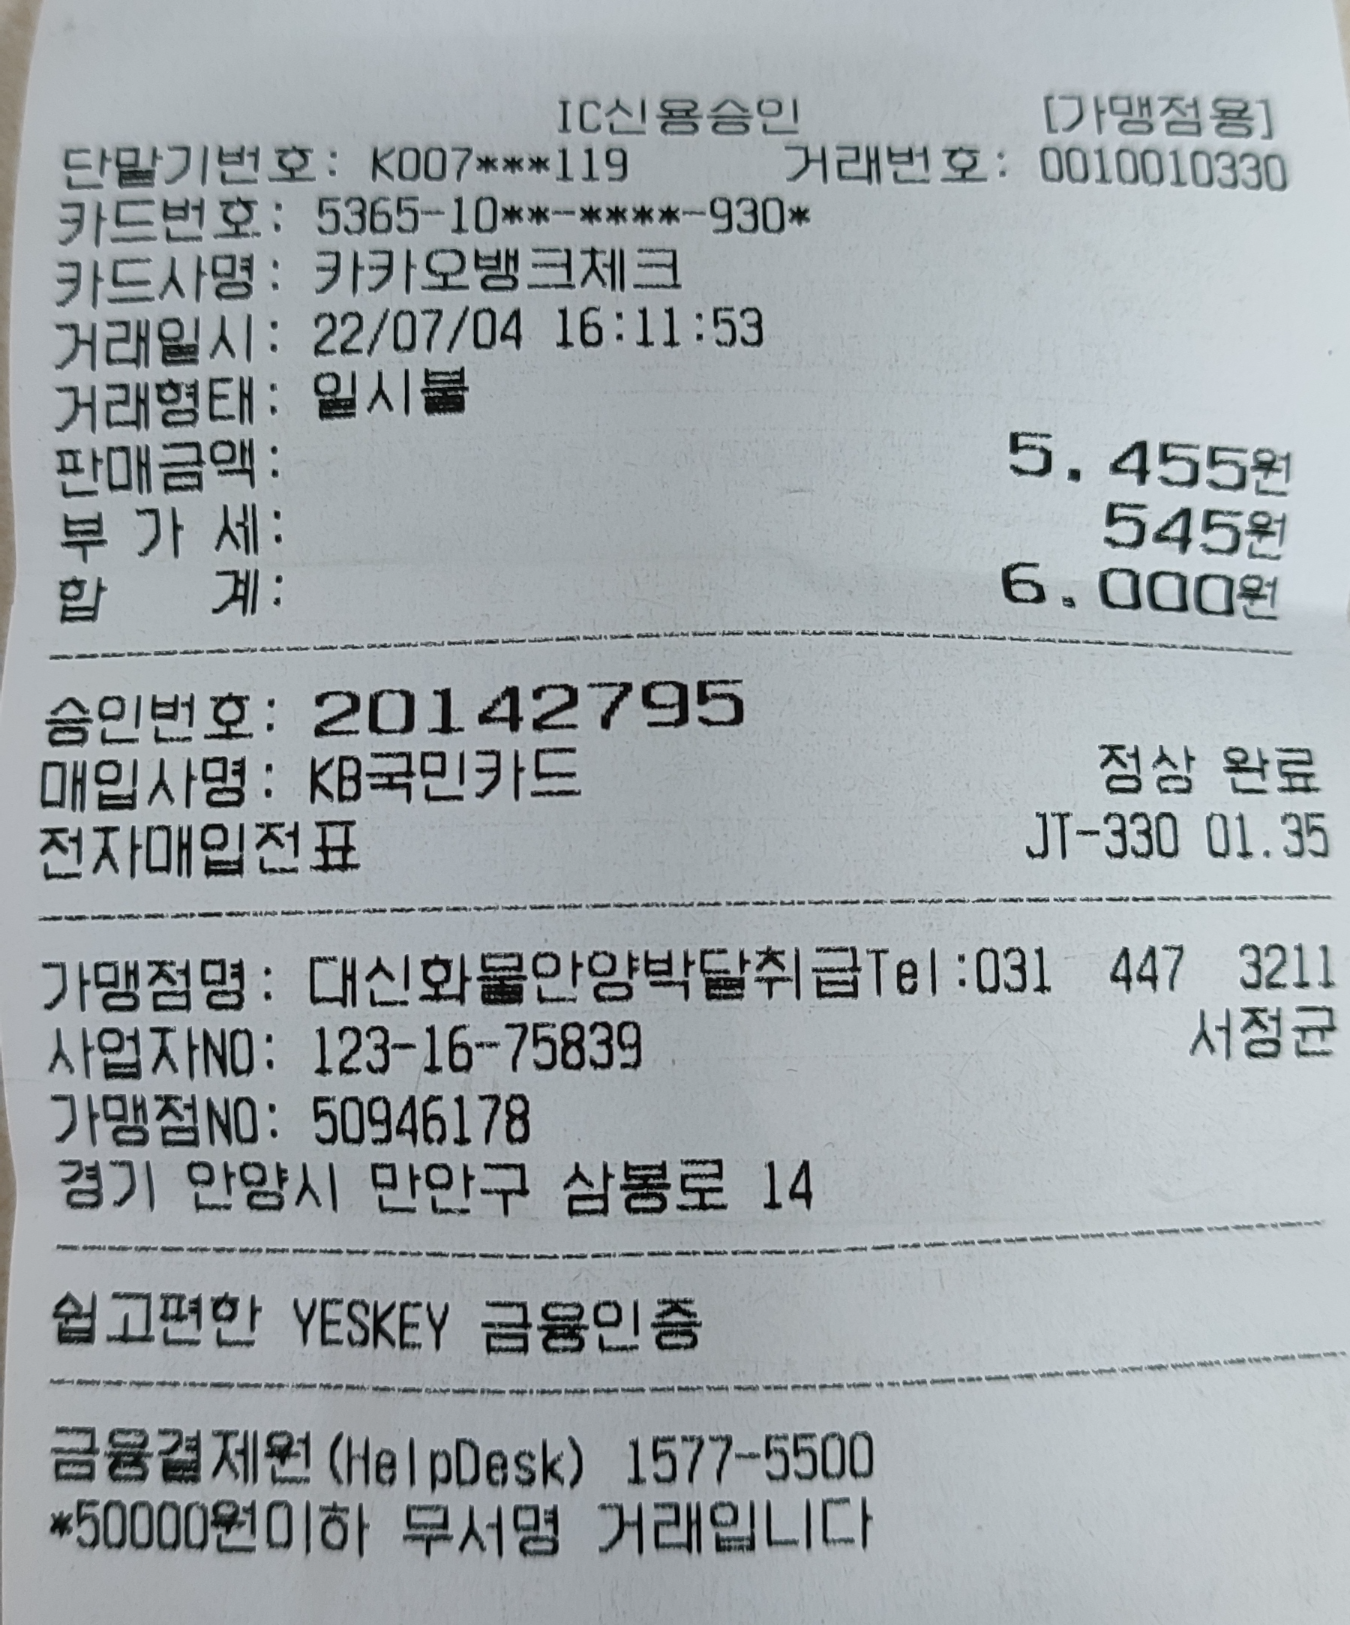 IC신용승인 [가맹점용]
단말기번호: K007***119 거래번호: 0010010330
카드번호: 5365-10**-****-930*
카드사명: 카카오뱅크체크
거래일시: 22/07/04 16:11:53
거래형태: 일시불
판매금액: 5.455원
부 가 세: 545원
합 계: 6.000원
승인번호: 20142795
매입사명: KB국민카드 정상 완료
전자매입전표 JT-330 01.35
가맹점명: 대신화물안양박달취급Tel:031 447 3211
사업자NO: 123-16-75839 서정균
가맹점NO: 50946178
경기 안양시 만안구 삼봉로 14
쉽고편한 YESKEY 금융인증
금융결제원(HelpDesk) 1577-5500
*50000원이하 무서명 거래입니다